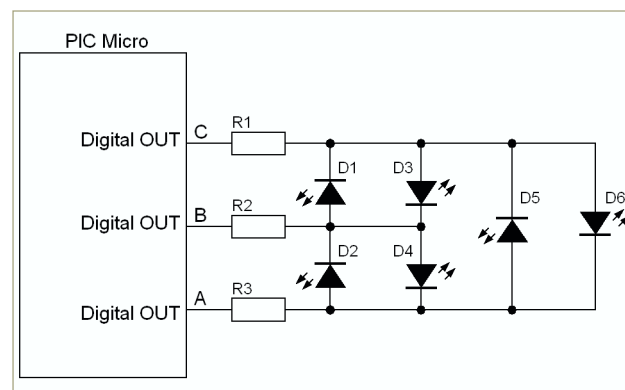 PIC Micro
Digital OUT C R1
D1 D3 D5 D6
Digital OUT B R2
D2 D4
Digital OUT A R3